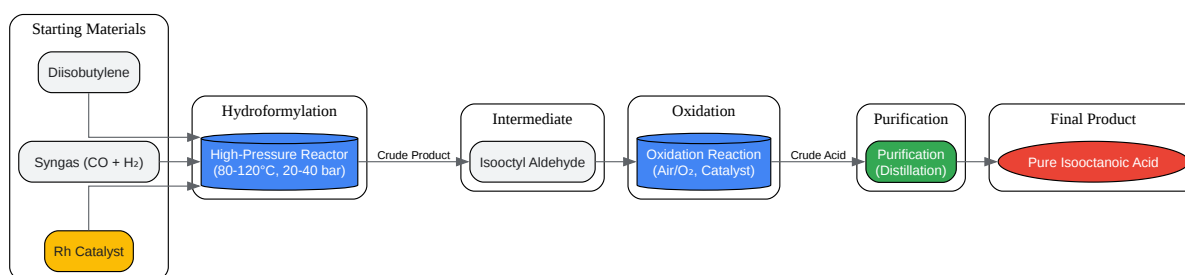 Starting Materials
Diisobutylene
Syngas (CO + H₂)
Rh Catalyst
Hydroformylation
High-Pressure Reactor
(80-120°C, 20-40 bar)
Crude Product
Intermediate
Isooctyl Aldehyde
Oxidation
Oxidation Reaction
(Air/O₂, Catalyst)
Crude Acid
Purification
Purification
(Distillation)
Final Product
Pure Isooctanoic Acid